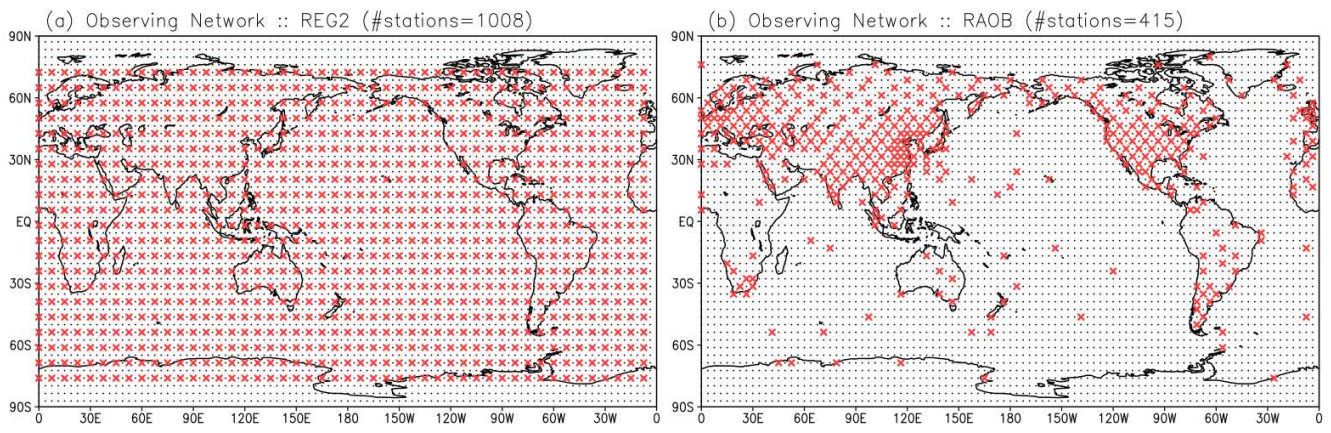 (a) Observing Network :: REG2 (#stations=1008)
90N
60N
30N
EQ
30S
60S
90S
0 30E 60E 90E 120E 150E 180 150W 120W 90W 60W 30W 0
(b) Observing Network :: RAOB (#stations=415)
90N
60N
30N
EQ
30S
60S
90S
0 30E 60E 90E 120E 150E 180 150W 120W 90W 60W 30W 0